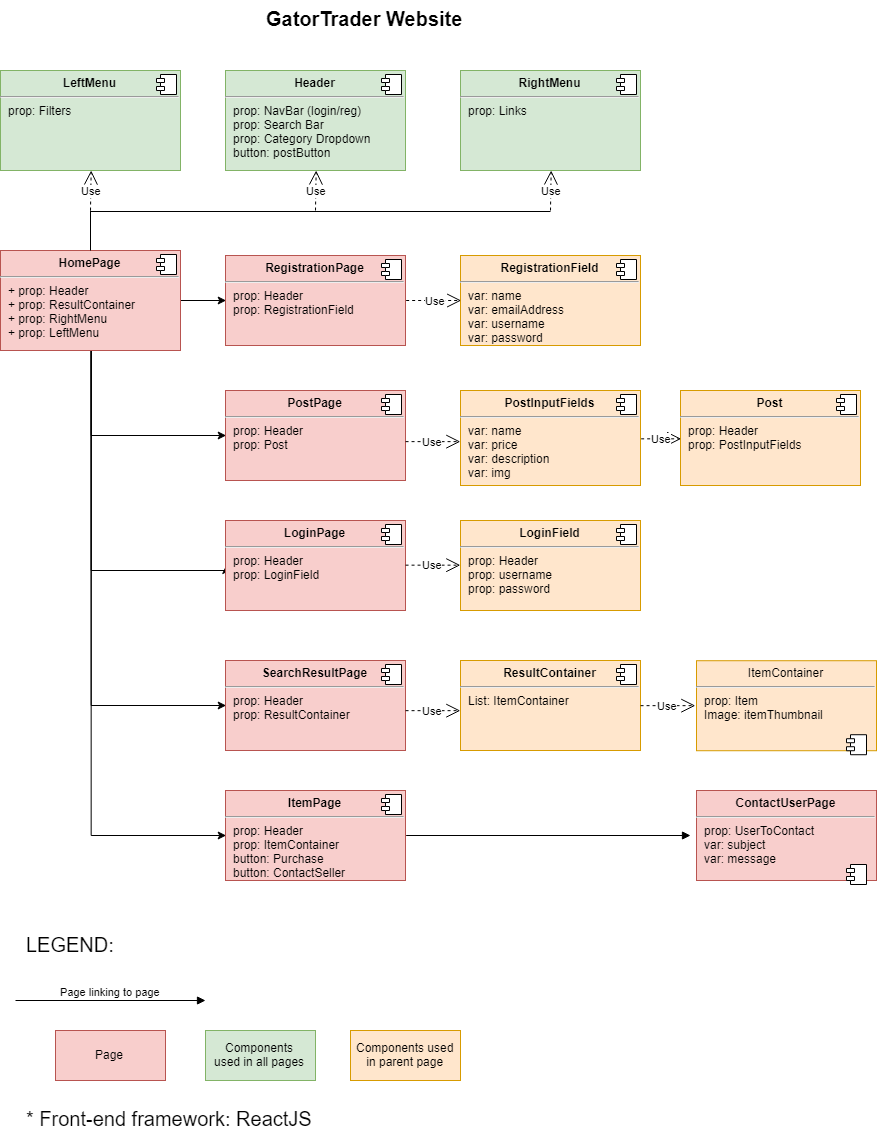 GatorTrader Website
LeftMenu
prop: Filters
Header
prop: NavBar (login/reg)
prop: Search Bar
prop: Category Dropdown
button: postButton
RightMenu
prop: Links
Use
Use
Use
HomePage
+ prop: Header
+ prop: ResultContainer
+ prop: RightMenu
+ prop: LeftMenu
RegistrationPage
prop: Header
prop: RegistrationField
Use
RegistrationField
var: name
var: emailAddress
var: username
var: password
PostPage
prop: Header
prop: Post
Use
PostInputFields
var: name
var: price
var: description
var: img
Use
Post
prop: Header
prop: PostInputFields
LoginPage
prop: Header
prop: LoginField
Use
LoginField
prop: Header
prop: username
prop: password
SearchResultPage
prop: Header
prop: ResultContainer
Use
ResultContainer
List: ItemContainer
Use
ItemContainer
prop: Item
Image: itemThumbnail
ItemPage
prop: Header
prop: ItemContainer
button: Purchase
button: ContactSeller
ContactUserPage
prop: UserToContact
var: subject
var: message
LEGEND:
Page linking to page
Page
Components
used in all pages
Components used
in parent page
* Front-end framework: ReactJS